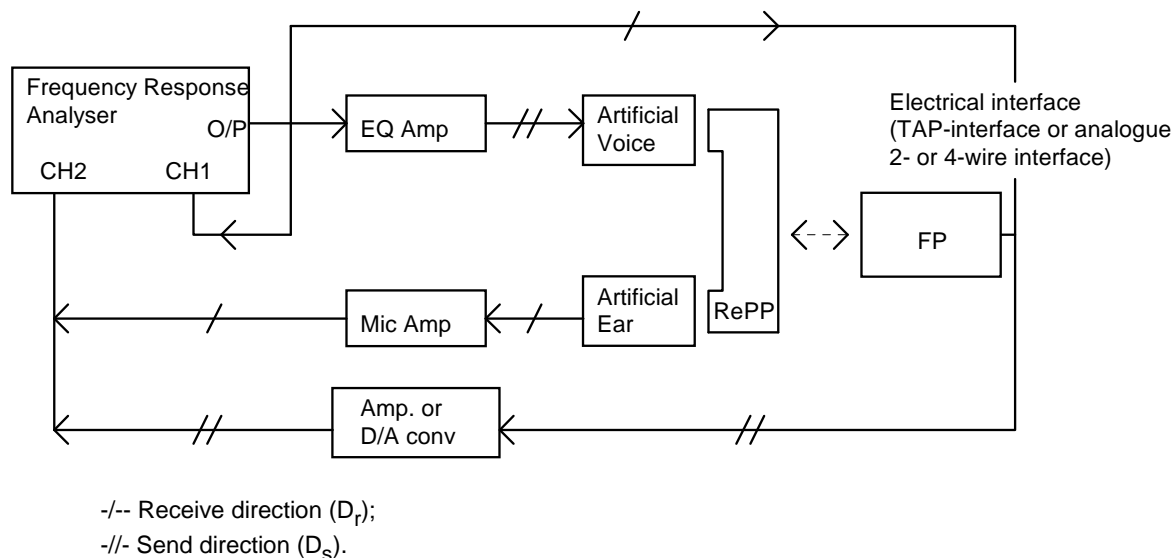 Frequency Response
Analyser
O/P
CH2
CH1
EQ Amp
Artificial
Voice
Electrical interface
(TAP-interface or analogue
2- or 4-wire interface)
FP
Mic Amp
Artificial
Ear
RePP
Amp. or
D/A conv
-/-- Receive direction (Dr);
-//- Send direction (Ds).